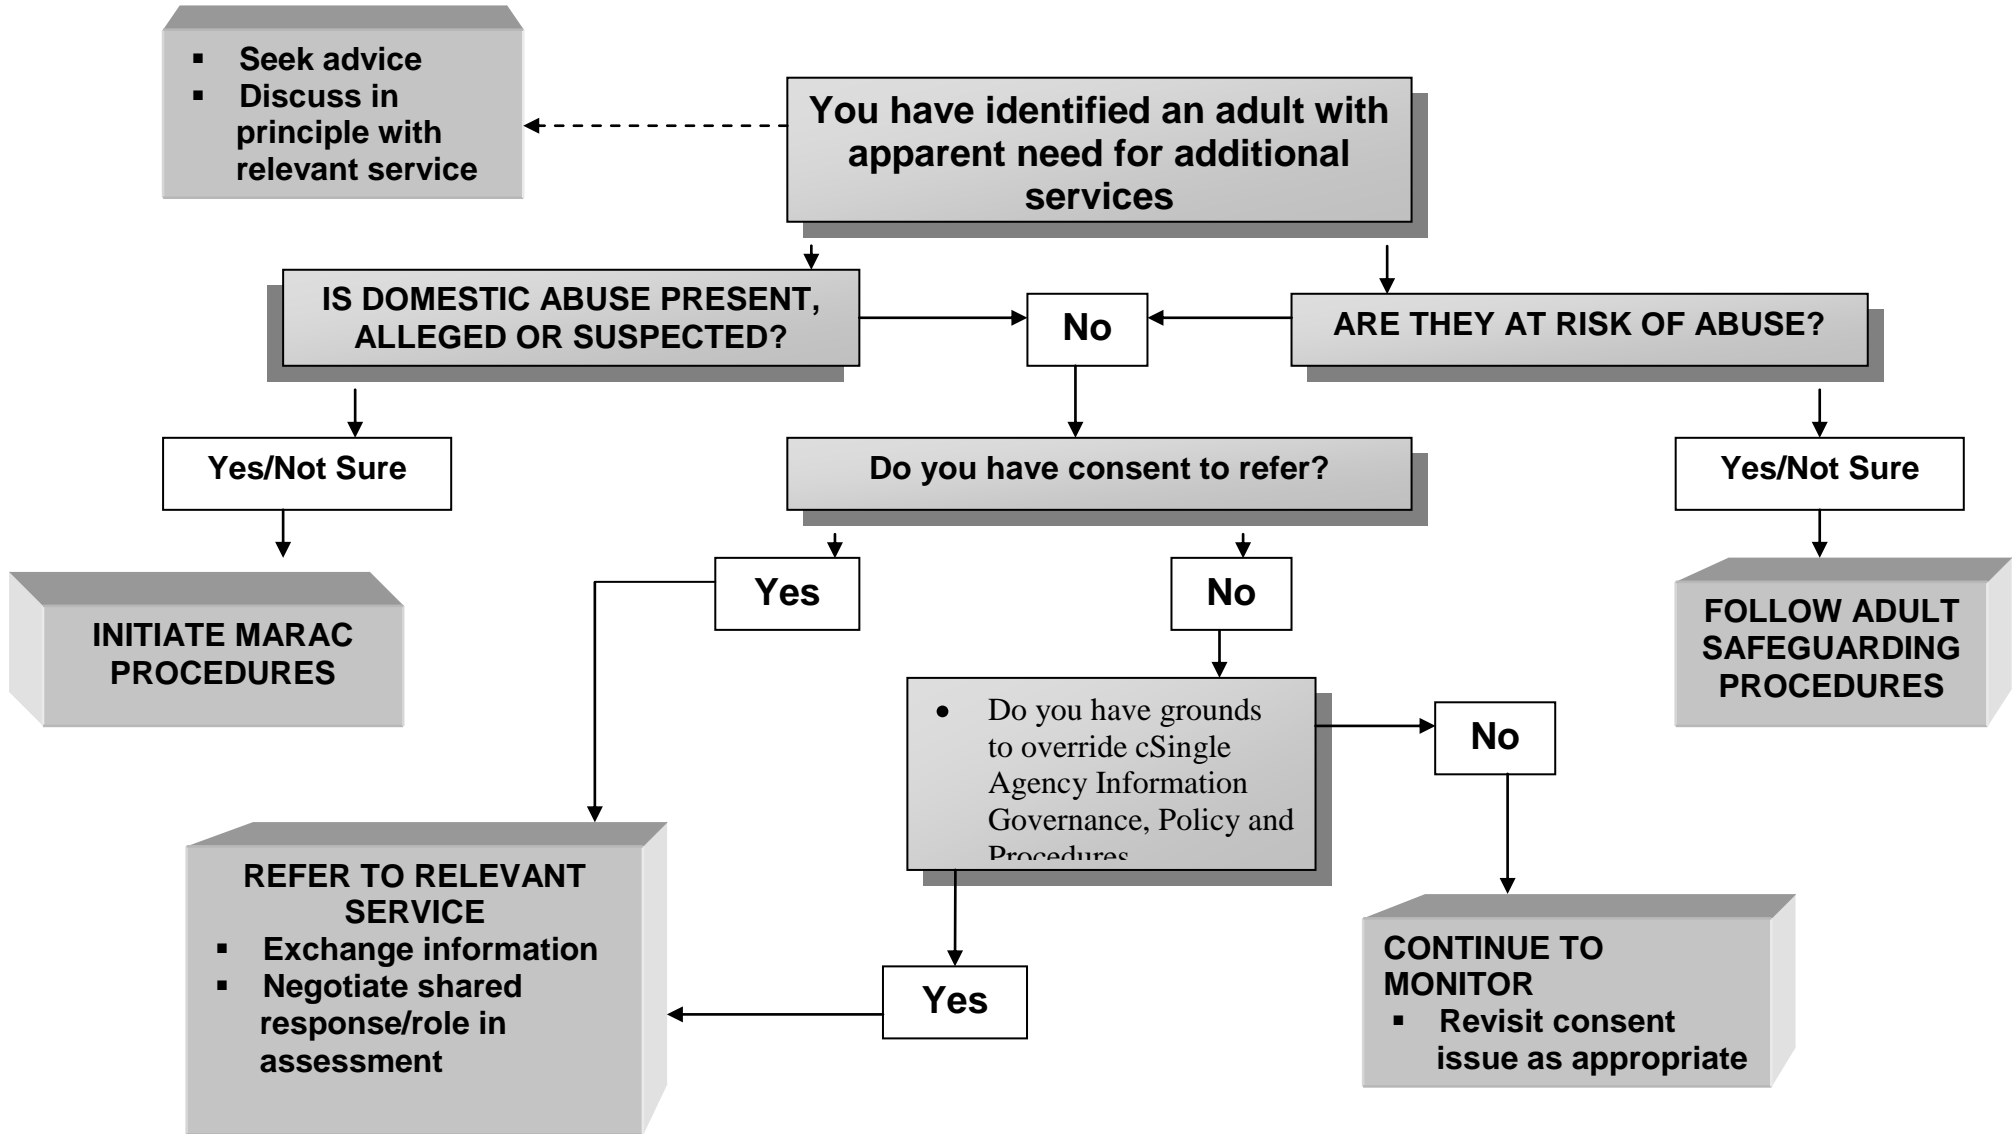 ▪ Seek advice
▪ Discuss in
principle with
relevant service
You have identified an adult with
apparent need for additional
services
IS DOMESTIC ABUSE PRESENT,
ALLEGED OR SUSPECTED?
No
ARE THEY AT RISK OF ABUSE?
Yes/Not Sure
Do you have consent to refer?
Yes/Not Sure
Yes
No
INITIATE MARAC
PROCEDURES
FOLLOW ADULT
SAFEGUARDING
PROCEDURES
• Do you have grounds
to override cSingle
Agency Information
Governance, Policy and
Procedures
No
REFER TO RELEVANT
SERVICE
▪ Exchange information
▪ Negotiate shared
response/role in
assessment
Yes
CONTINUE TO
MONITOR
▪ Revisit consent
issue as appropriate